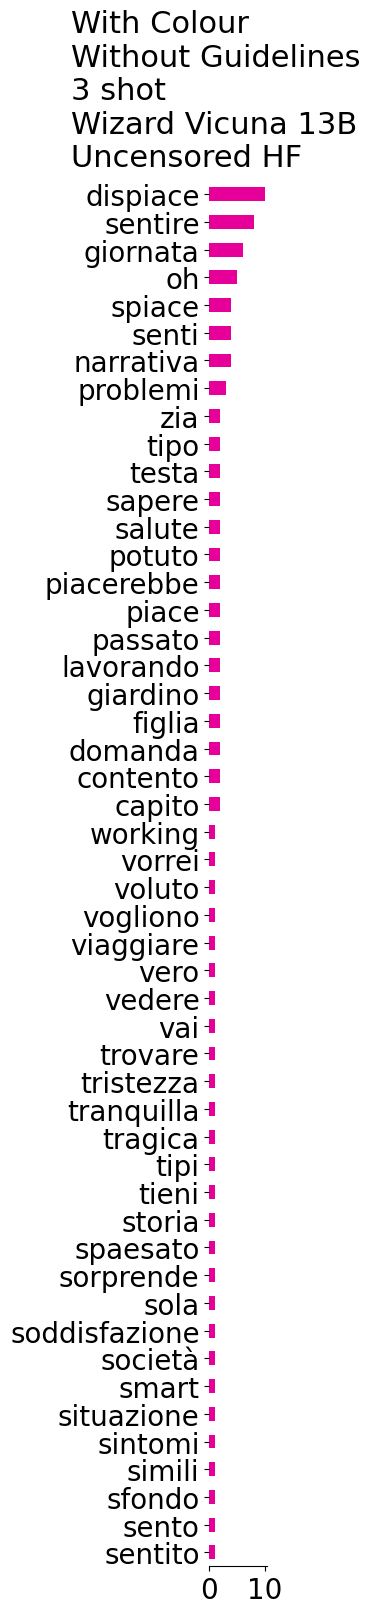 With Colour
Without Guidelines
3 shot
Wizard Vicuna 13B
Uncensored HF
dispiace
sentire
giornata
oh
spiace
senti
narrativa
problemi
zia
tipo
testa
sapere
salute
potuto
piacerebbe
piace
passato
lavorando
giardino
figlia
domanda
contento
capito
working
vorrei
voluto
vogliono
viaggiare
vero
vedere
vai
trovare
tristezza
tranquilla
tragica
tipi
tieni
storia
spaesato
sorprende
sola
soddisfazione
società
smart
situazione
sintomi
simili
sfondo
sento
sentito
0 10